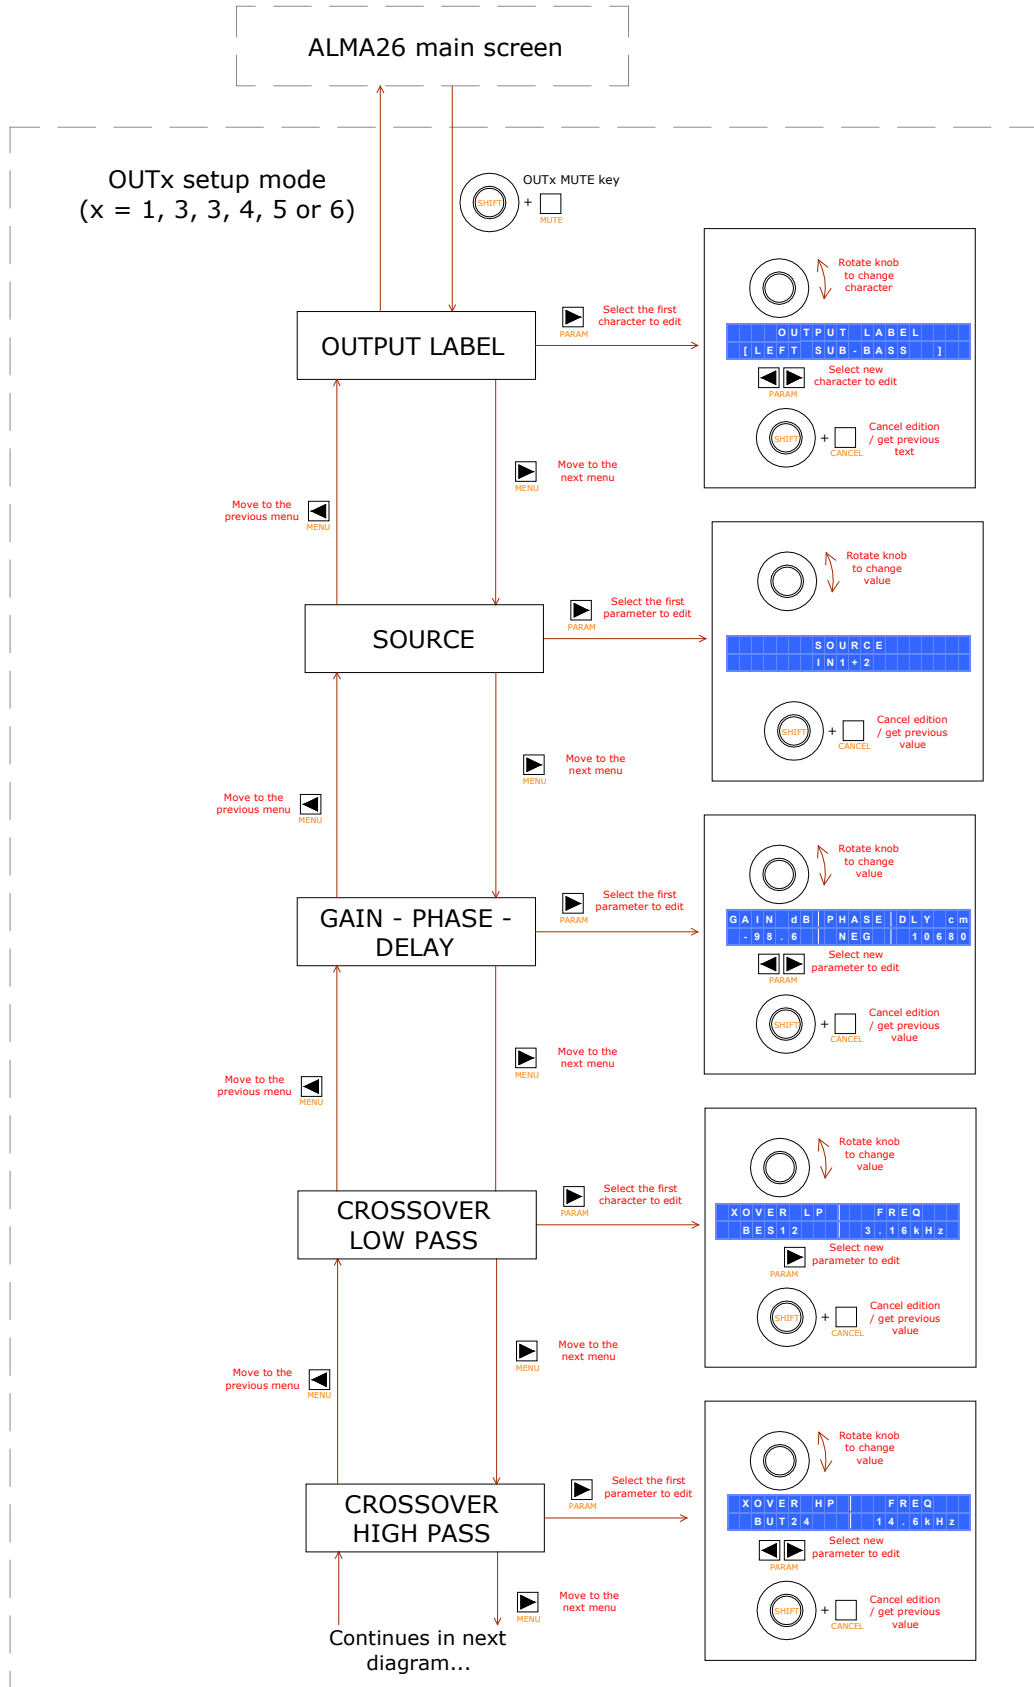 ALMA26 main screen
OUTx setup mode
(x = 1, 3, 3, 4, 5 or 6)
OUTx MUTE key
SHIFT
+
MUTE
OUTPUT LABEL
PARAM
Select the first
character to edit
Rotate knob
to change
character
OUTPUT LABEL
[LEFT SUB-BASS ]
PARAM
Select new
character to edit
SHIFT
+
CANCEL
Cancel edition
/ get previous
text
MENU
Move to the
next menu
Move to the
previous menu
MENU
SOURCE
PARAM
Select the first
parameter to edit
Rotate knob
to change
value
SOURCE
IN1+2
SHIFT
+
CANCEL
Cancel edition
/ get previous
value
MENU
Move to the
next menu
Move to the
previous menu
MENU
GAIN - PHASE -
DELAY
PARAM
Select the first
parameter to edit
Rotate knob
to change
value
GAIN dB|PHASE|DLY cm
-98.6 | NEG | 10680
PARAM
Select new
parameter to edit
SHIFT
+
CANCEL
Cancel edition
/ get previous
value
MENU
Move to the
next menu
Move to the
previous menu
MENU
CROSSOVER
LOW PASS
PARAM
Select the first
character to edit
Rotate knob
to change
value
XOVER LP | FREQ
BES12 | 3.16kHz
PARAM
Select new
parameter to edit
SHIFT
+
CANCEL
Cancel edition
/ get previous
value
MENU
Move to the
next menu
Move to the
previous menu
MENU
CROSSOVER
HIGH PASS
PARAM
Select the first
parameter to edit
Rotate knob
to change
value
XOVER HP | FREQ
BUT24 | 14.6kHz
PARAM
Select new
parameter to edit
SHIFT
+
CANCEL
Cancel edition
/ get previous
value
MENU
Move to the
next menu
Continues in next
diagram...